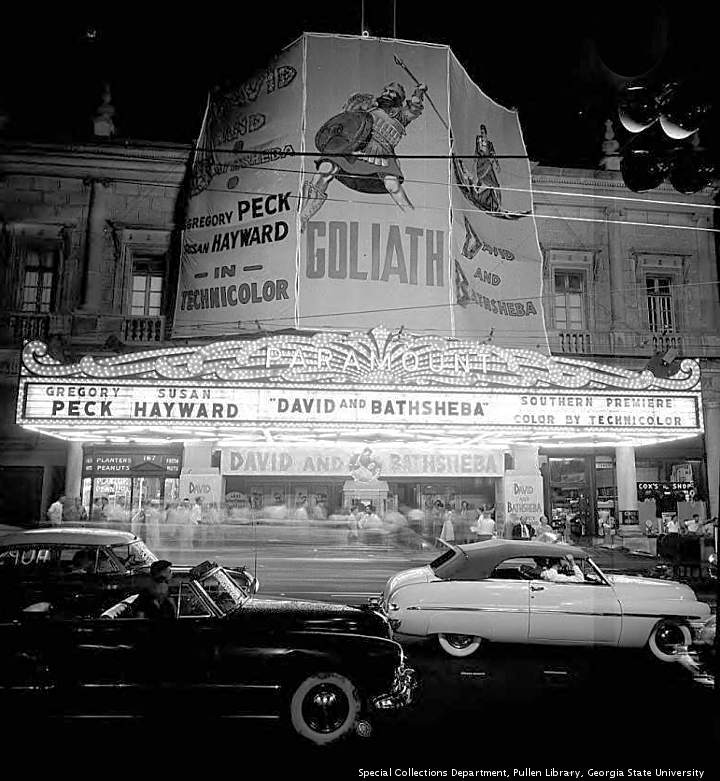 DAVID
AND
BATHSHEBA
GREGORY PECK
SUSAN HAYWARD
- IN -
TECHNICOLOR
GOLIATH
DAVID
AND
BATHSHEBA
PARAMOUNT
GREGORY SUSAN
PECK HAYWARD
"DAVID AND BATHSHEBA"
SOUTHERN PREMIERE
COLOR BY TECHNICOLOR
PLANTERS 167
PEANUTS
DAVID AND BATHSHEBA
DAVID
DAVID
AND
BATHSHEBA
COX'S SHOP
Special Collections Department, Pullen Library, Georgia State University